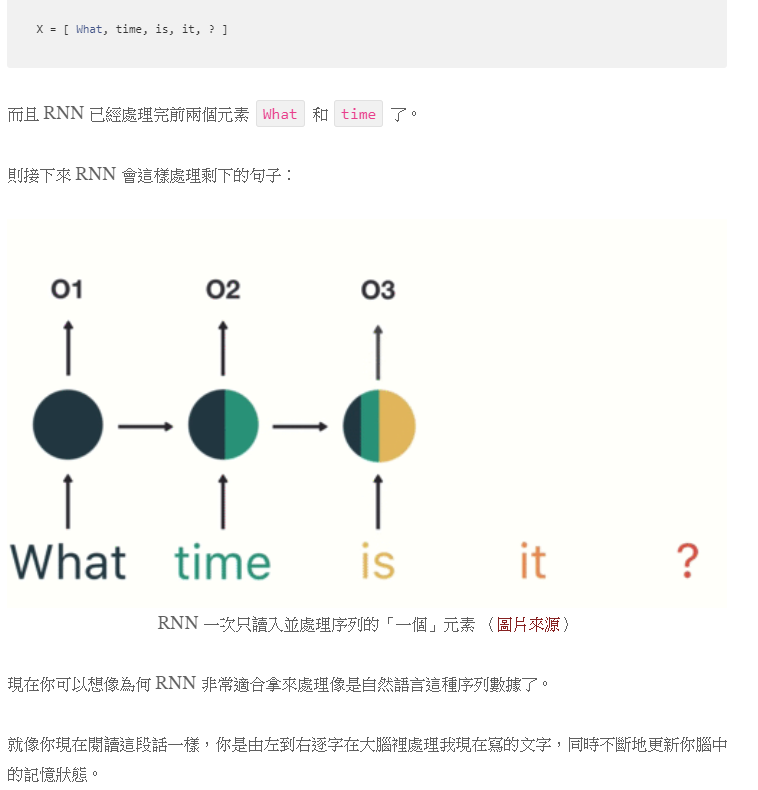 X = [ What, time, is, it, ? ]
而且 RNN 已經處理完前兩個元素 What 和 time 了。
則接下來 RNN 會這樣處理剩下的句子：
O1 O2 O3
What time is it ?
RNN 一次只讀入並處理序列的「一個」元素 （圖片來源）
現在你可以想像為何 RNN 非常適合拿來處理像是自然語言這種序列數據了。
就像你現在閱讀這段話一樣，你是由左到右逐字在大腦裡處理我現在寫的文字，同時不斷地更新你腦中
的記憶狀態。